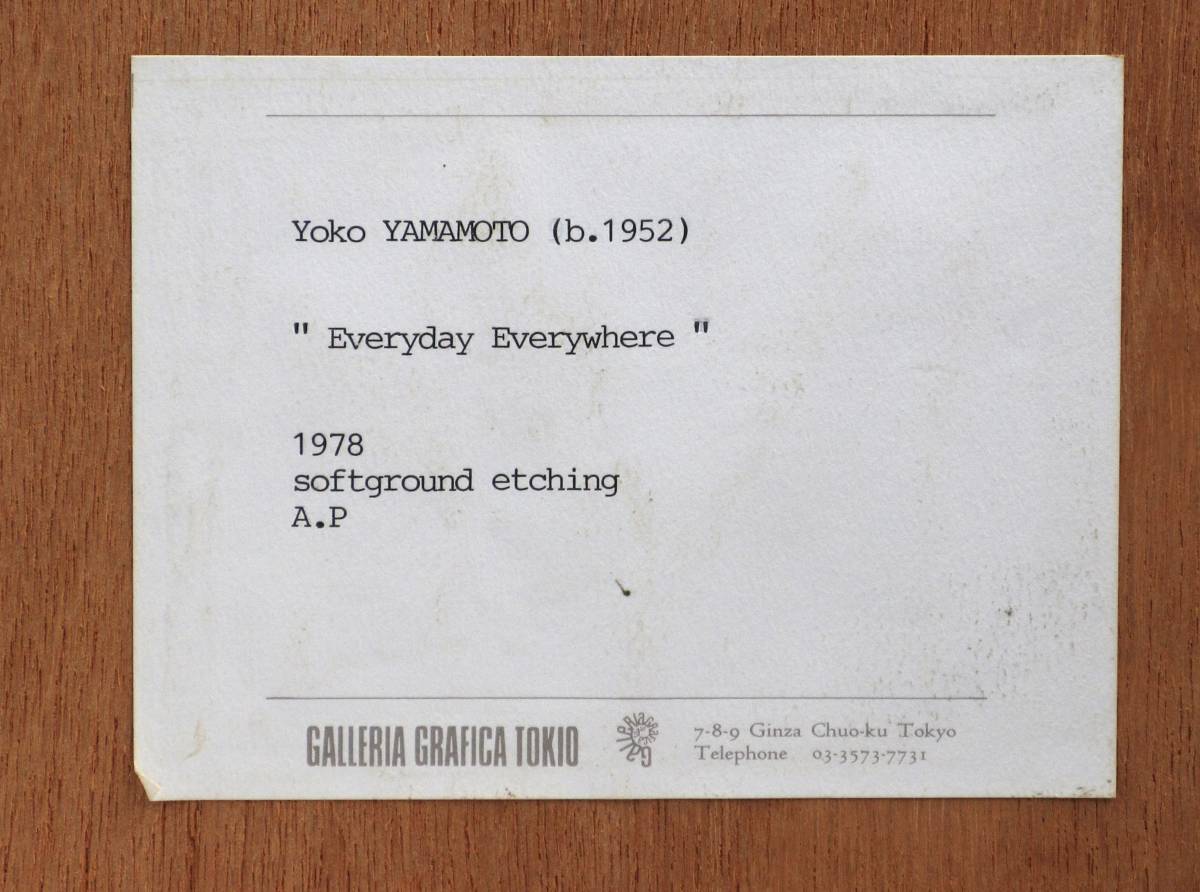 Yoko YAMAMOTO (b.1952)
" Everyday Everywhere "
1978
softground etching
A.P
GALLERIA GRAFICA TOKIO
7-8-9 Ginza Chuo-ku Tokyo
Telephone 03-3573-7731